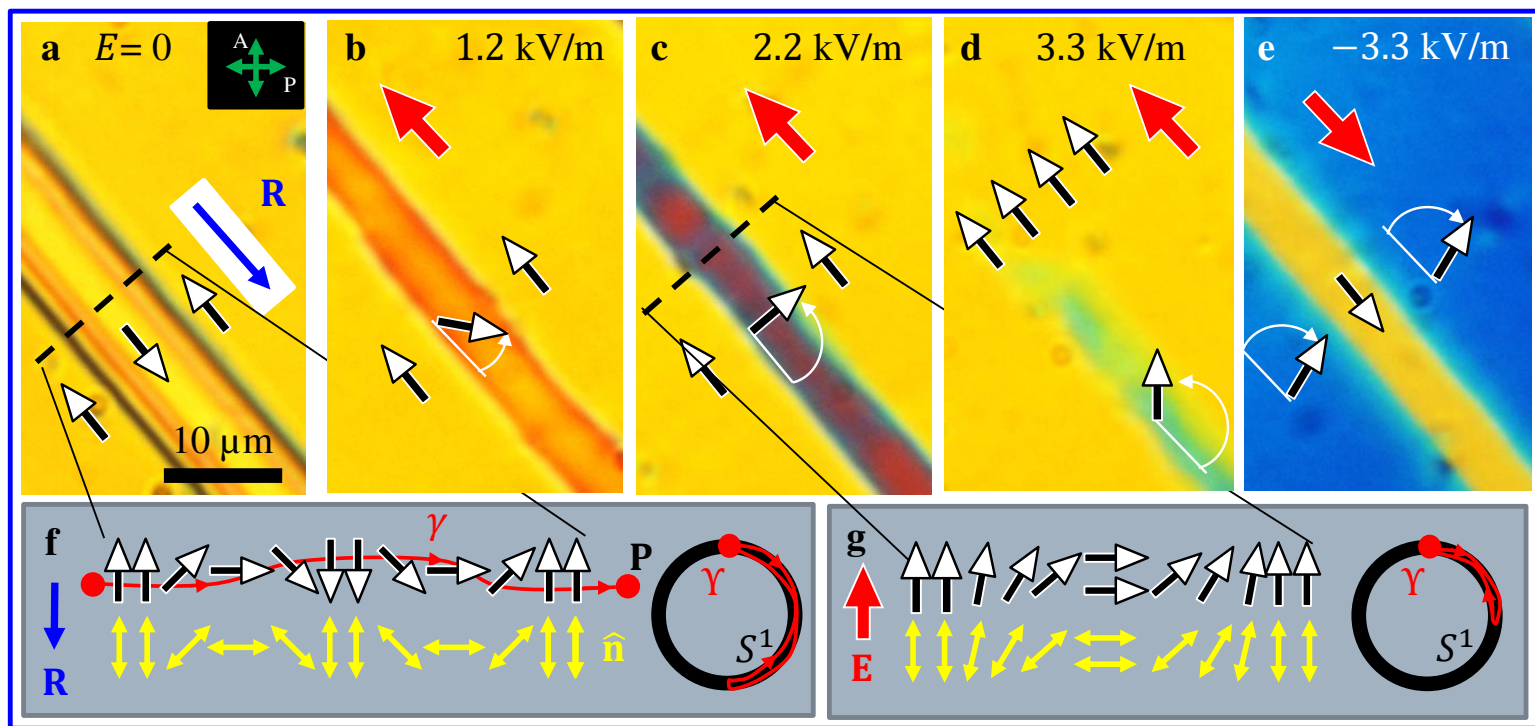 a E= 0
A
P
R
10 µm
b 1.2 kV/m
c 2.2 kV/m
d 3.3 kV/m
e −3.3 kV/m
f γ P
R n̂
ϒ
S¹
g
E
ϒ
S¹